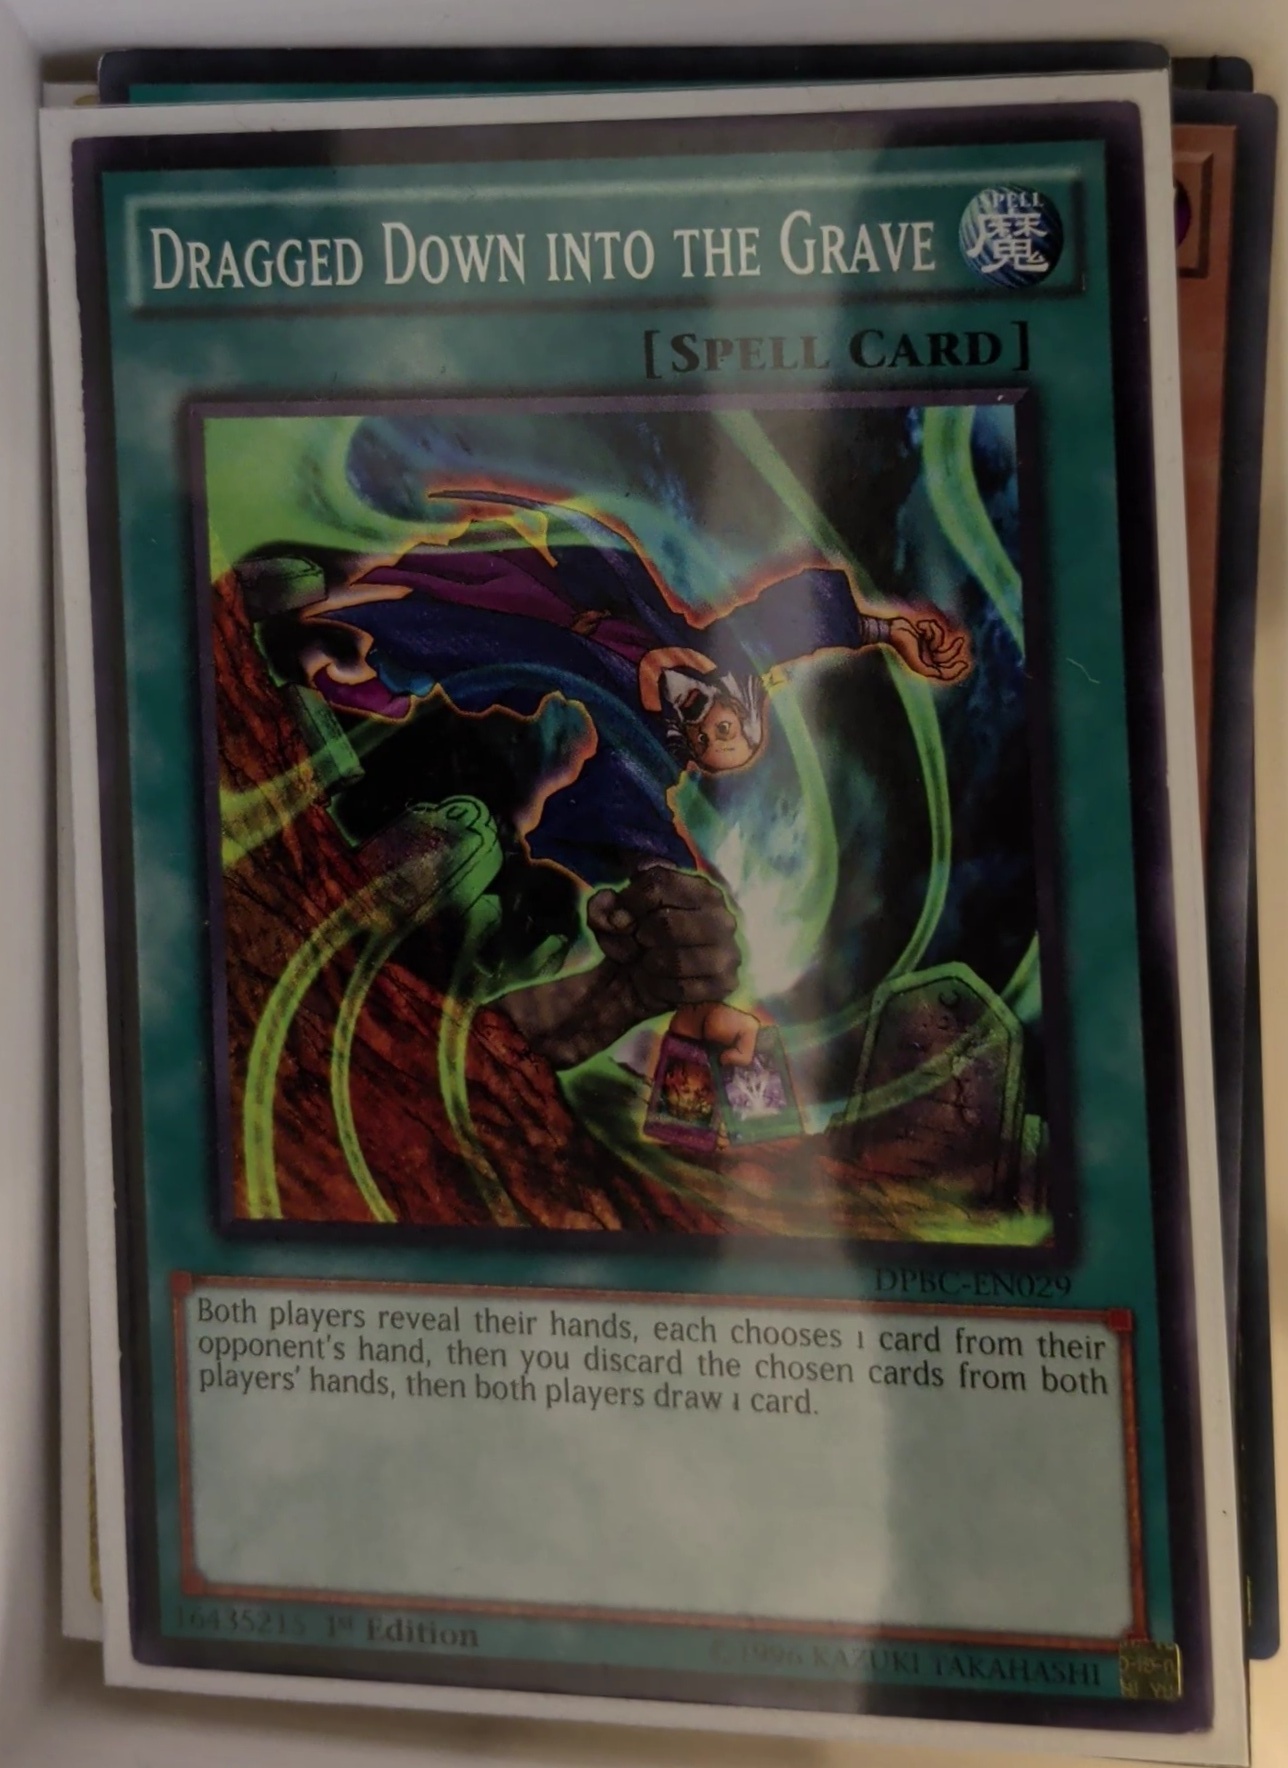 DRAGGED DOWN INTO THE GRAVE
SPELL
魔
[SPELL CARD]
DPBC-EN029
Both players reveal their hands, each chooses 1 card from their
opponent's hand, then you discard the chosen cards from both
players' hands, then both players draw 1 card.
16435215 1st Edition
©1996 KAZUKI TAKAHASHI